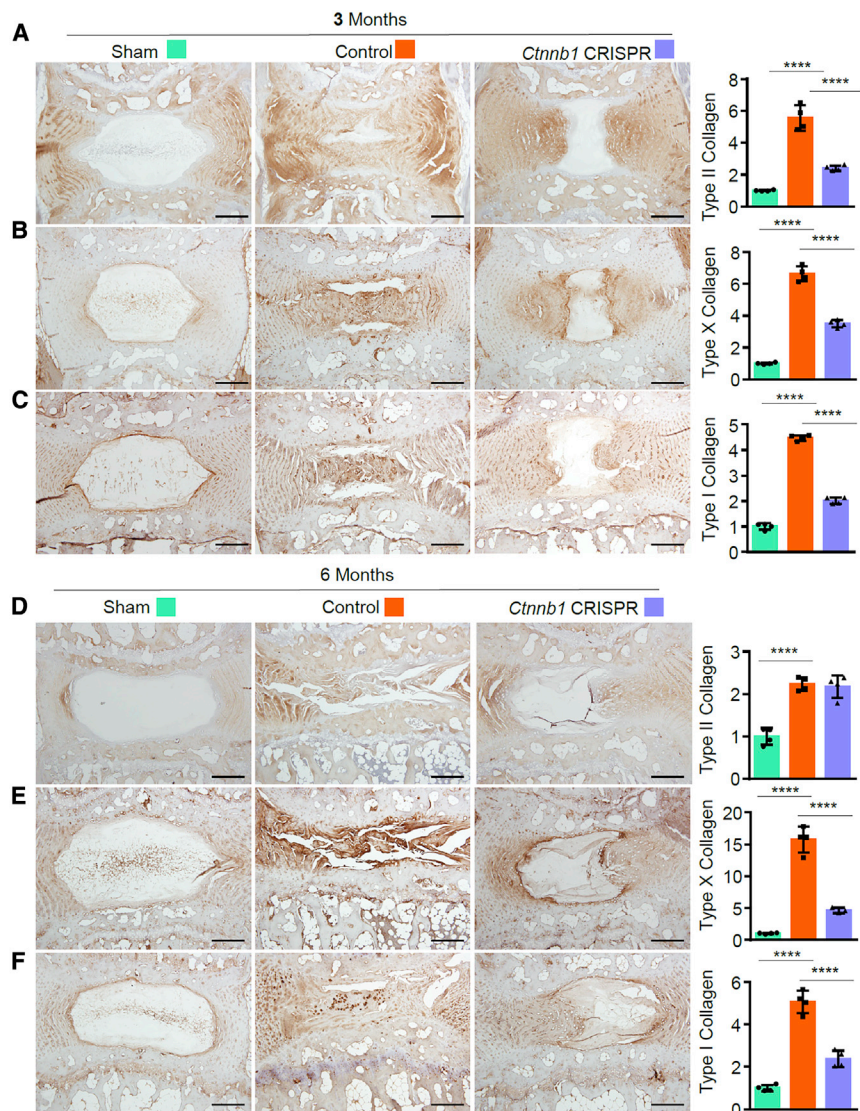 3 Months
A
Sham Control Ctnnb1 CRISPR
**** ****
Type II Collagen
8
6
4
2
0
B
**** ****
Type X Collagen
8
6
4
2
0
C
**** ****
Type I Collagen
5
4
3
2
1
0
6 Months
D
Sham Control Ctnnb1 CRISPR
****
Type II Collagen
3
2
1
0
E
**** ****
Type X Collagen
20
15
10
5
0
F
**** ****
Type I Collagen
6
4
2
0